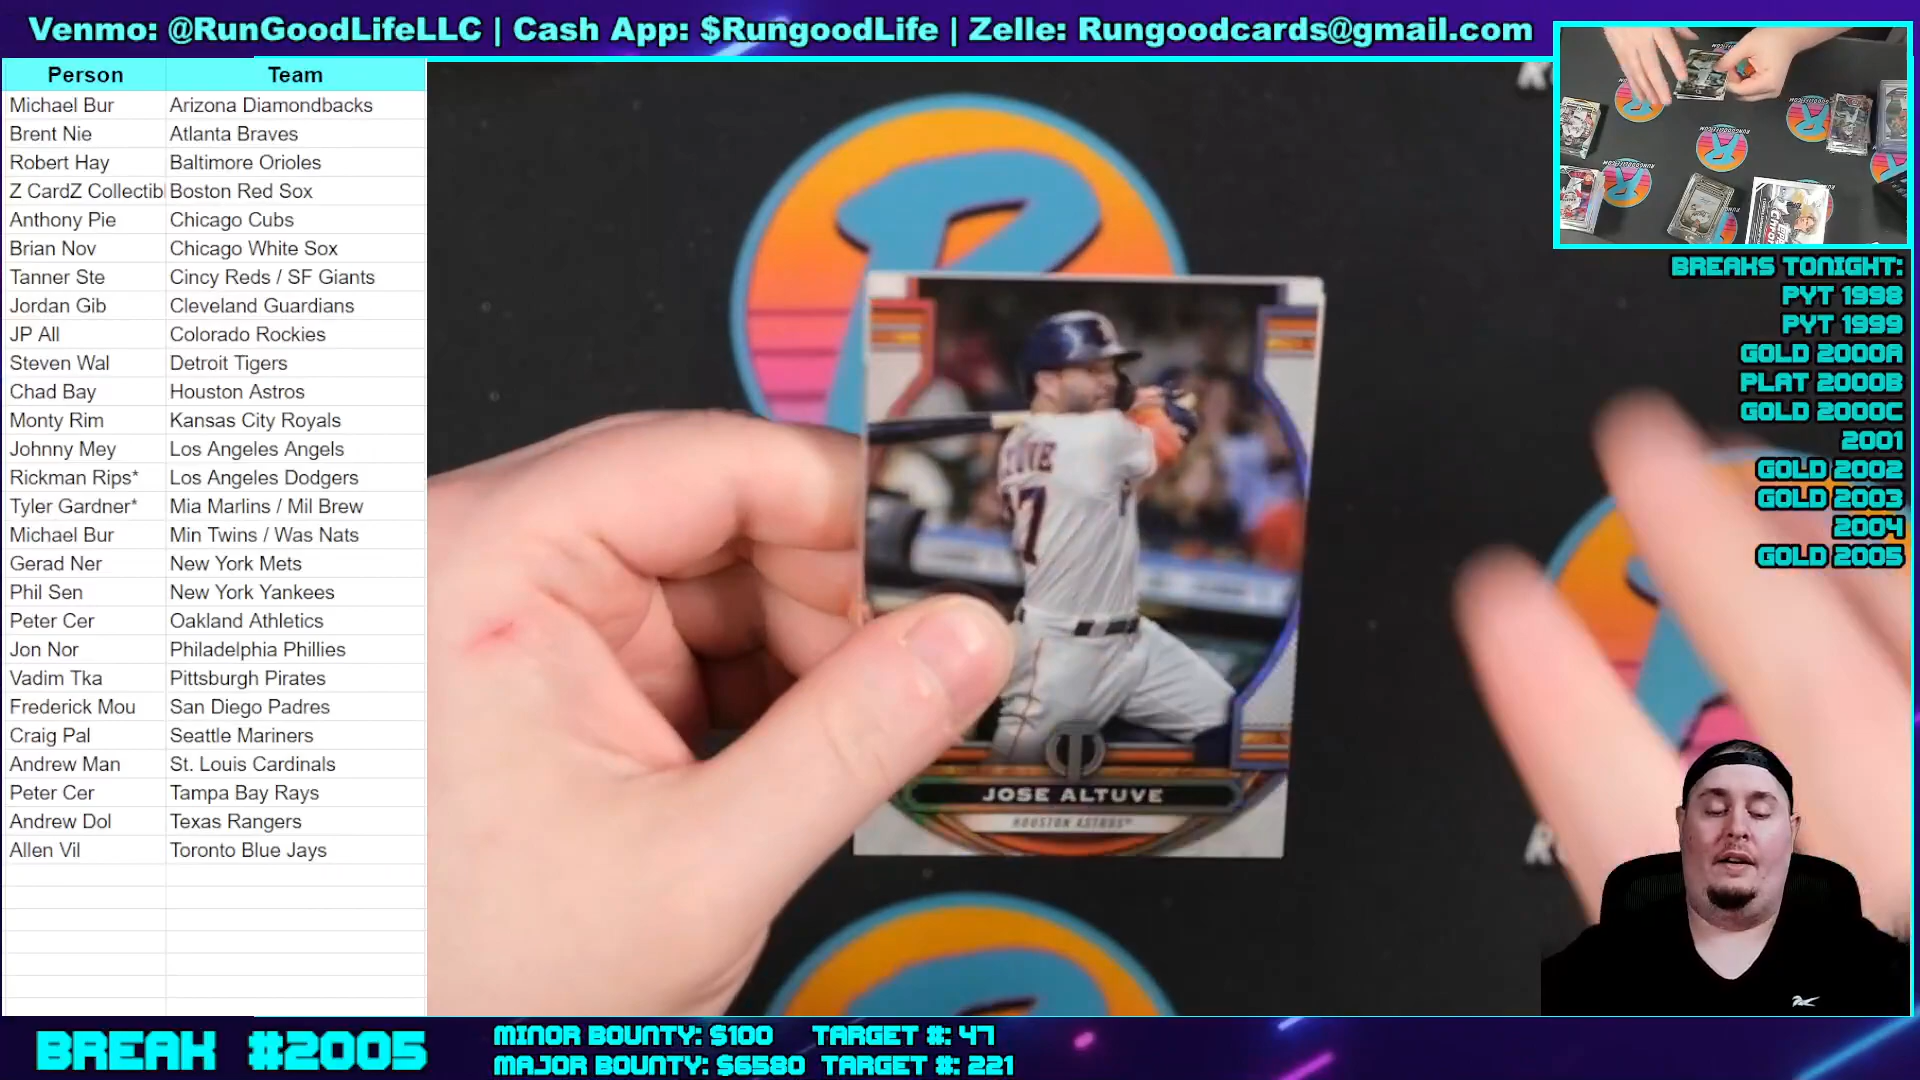 Venmo: @RunGoodLifeLLC | Cash App: $RungoodLife | Zelle: Rungoodcards@gmail.com
Person Team
Michael Bur Arizona Diamondbacks
Brent Nie Atlanta Braves
Robert Hay Baltimore Orioles
Z CardZ Collectibl Boston Red Sox
Anthony Pie Chicago Cubs
Brian Nov Chicago White Sox
Tanner Ste Cincy Reds / SF Giants
Jordan Gib Cleveland Guardians
JP All Colorado Rockies
Steven Wal Detroit Tigers
Chad Bay Houston Astros
Monty Rim Kansas City Royals
Johnny Mey Los Angeles Angels
Rickman Rips* Los Angeles Dodgers
Tyler Gardner* Mia Marlins / Mil Brew
Michael Bur Min Twins / Was Nats
Gerad Ner New York Mets
Phil Sen New York Yankees
Peter Cer Oakland Athletics
Jon Nor Philadelphia Phillies
Vadim Tka Pittsburgh Pirates
Frederick Mou San Diego Padres
Craig Pal Seattle Mariners
Andrew Man St. Louis Cardinals
Peter Cer Tampa Bay Rays
Andrew Dol Texas Rangers
Allen Vil Toronto Blue Jays
JOSE ALTUVE
HOUSTON ASTROS
BREAKS TONIGHT:
PYT 1998
PYT 1999
GOLD 2000A
PLAT 2000B
GOLD 2000C
2001
GOLD 2002
GOLD 2003
2004
GOLD 2005
BREAK #2005
MINOR BOUNTY: $100 TARGET #: 47
MAJOR BOUNTY: $6580 TARGET #: 221